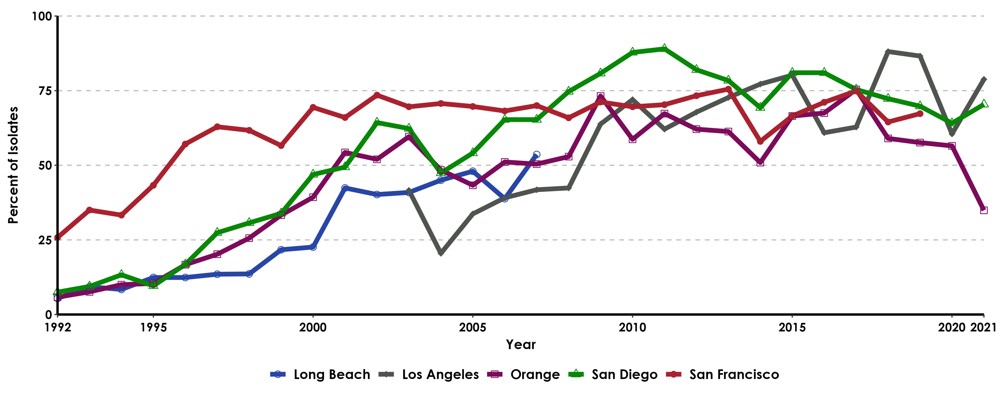 100
75
50
25
0
Percent of Isolates
1992 1995 2000 2005 2010 2015 2020 2021
Year
Long Beach Los Angeles Orange San Diego San Francisco